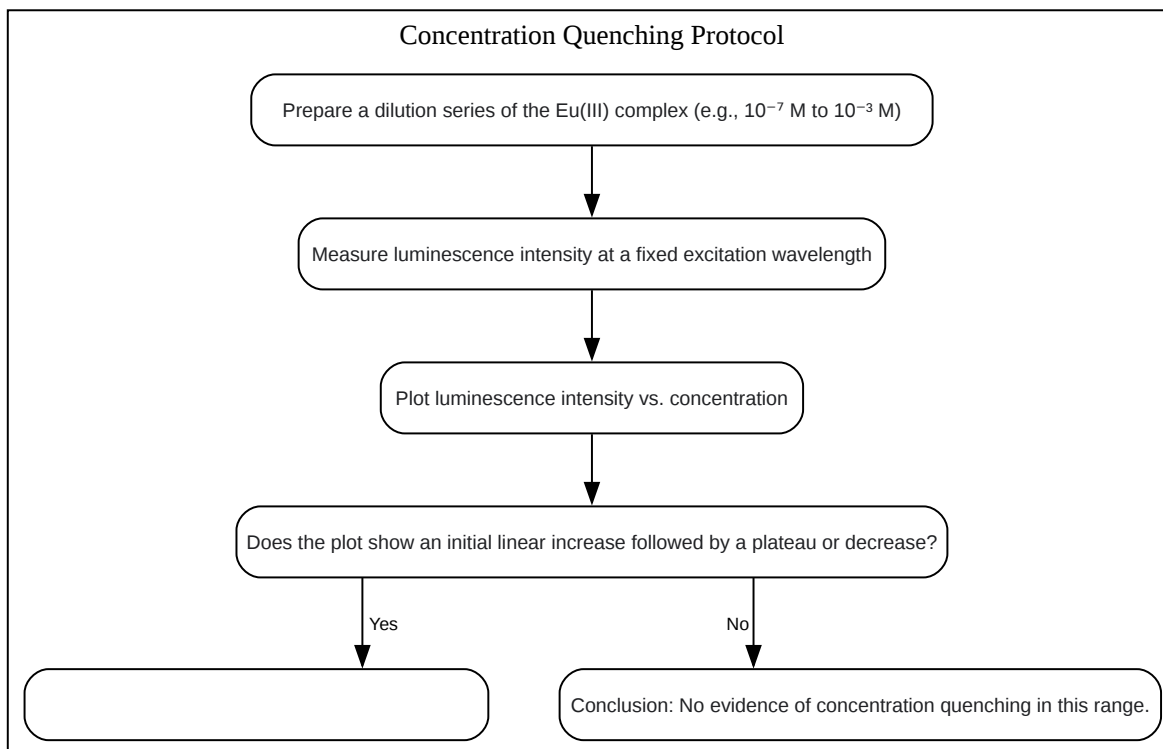 Concentration Quenching Protocol
Prepare a dilution series of the Eu(III) complex (e.g., 10⁻⁷ M to 10⁻³ M)
Measure luminescence intensity at a fixed excitation wavelength
Plot luminescence intensity vs. concentration
Does the plot show an initial linear increase followed by a plateau or decrease?
Yes
No
Conclusion: No evidence of concentration quenching in this range.